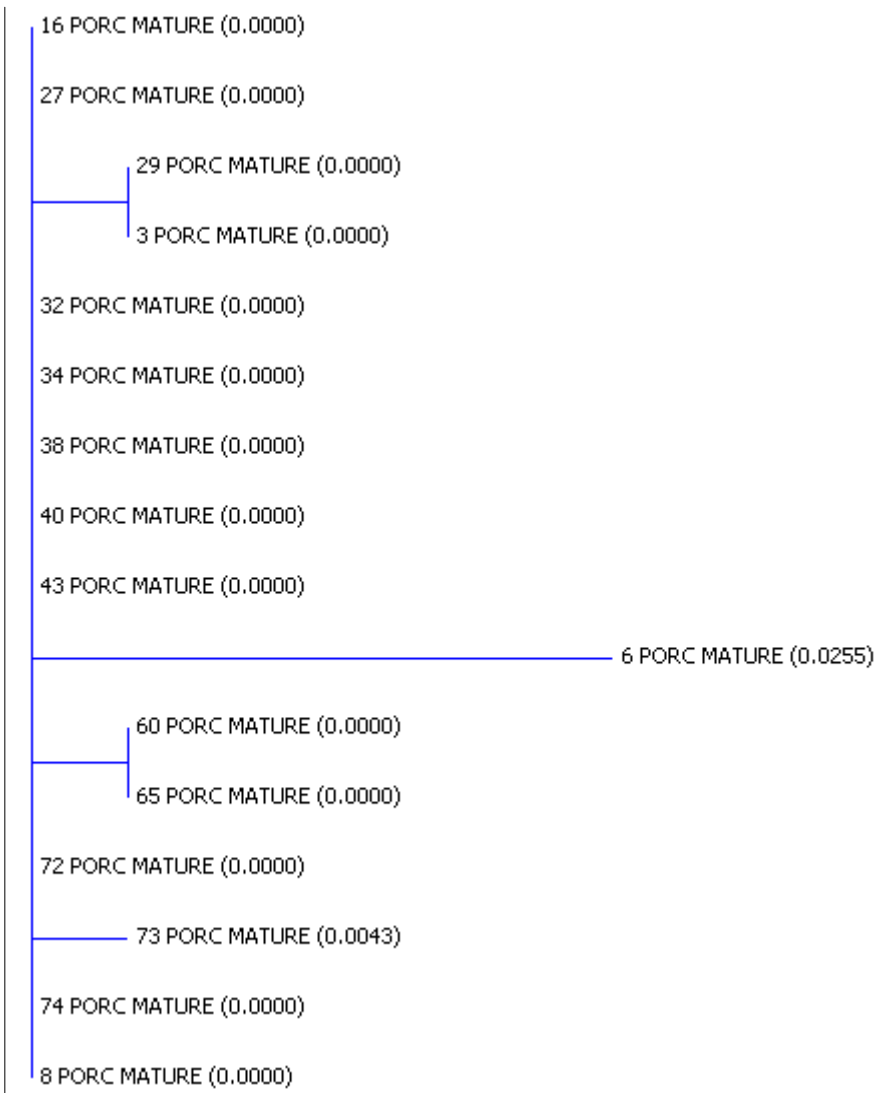 16 PORC MATURE (0.0000)
27 PORC MATURE (0.0000)
29 PORC MATURE (0.0000)
3 PORC MATURE (0.0000)
32 PORC MATURE (0.0000)
34 PORC MATURE (0.0000)
38 PORC MATURE (0.0000)
40 PORC MATURE (0.0000)
43 PORC MATURE (0.0000)
6 PORC MATURE (0.0255)
60 PORC MATURE (0.0000)
65 PORC MATURE (0.0000)
72 PORC MATURE (0.0000)
73 PORC MATURE (0.0043)
74 PORC MATURE (0.0000)
8 PORC MATURE (0.0000)